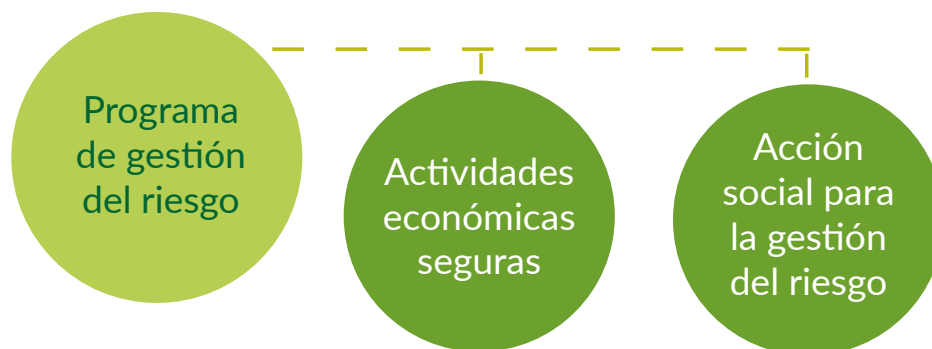 Programa
de gestión
del riesgo
Actividades
económicas
seguras
Acción
social para
la gestión
del riesgo